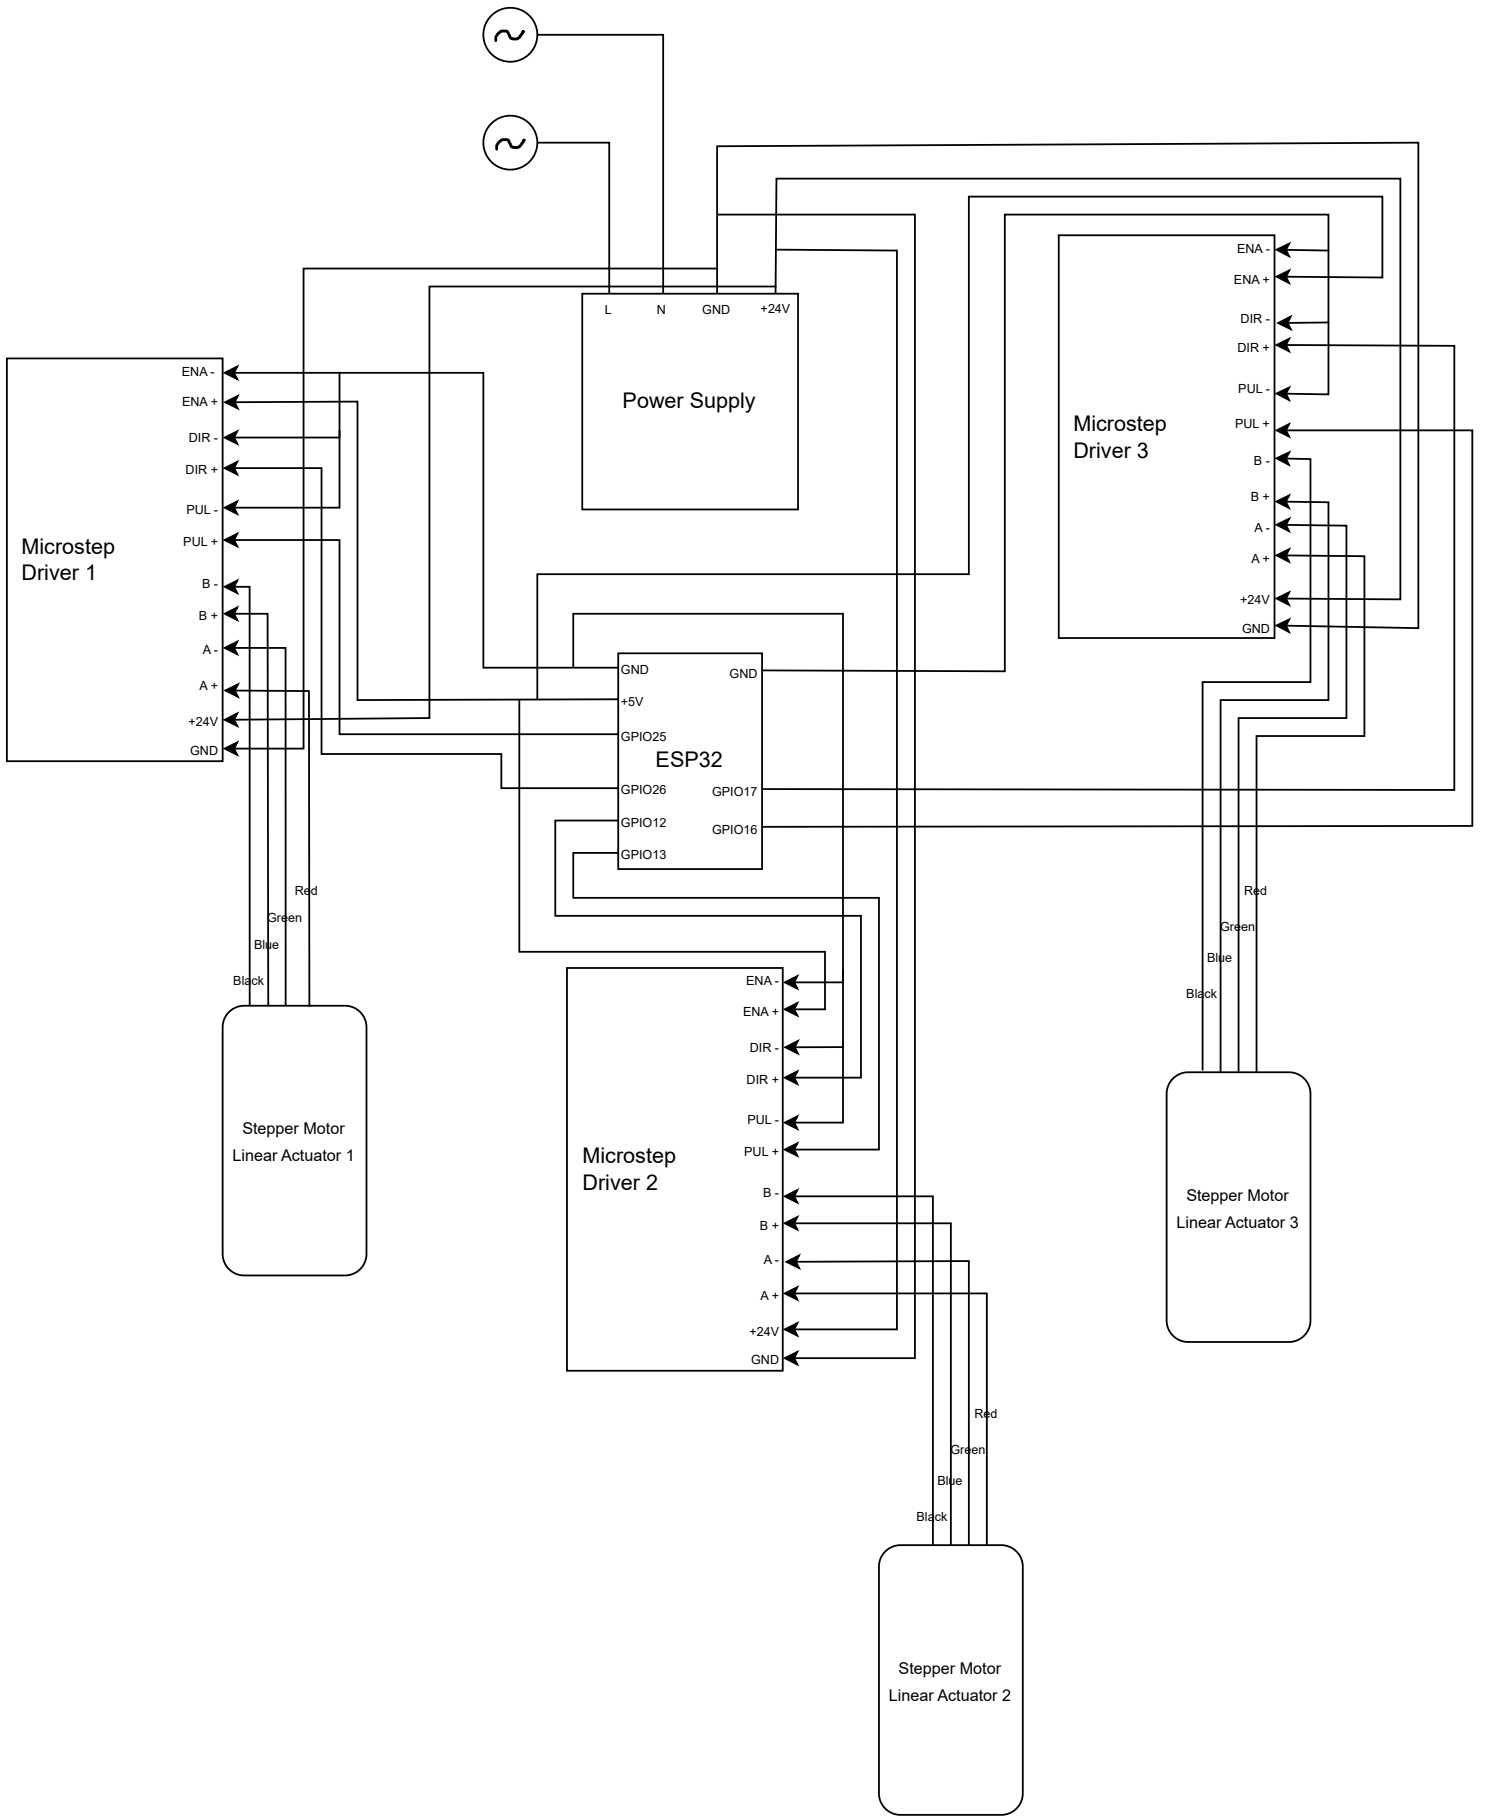 L
N
GND
+24V
Power Supply
ENA -
ENA +
DIR -
DIR +
PUL -
PUL +
B -
B +
A -
A +
+24V
GND
Microstep
Driver 3
ENA -
ENA +
DIR -
DIR +
PUL -
PUL +
B -
B +
A -
A +
+24V
GND
Microstep
Driver 1
GND
+5V
GPIO25
GPIO26
GPIO12
GPIO13
GND
GPIO17
GPIO16
ESP32
Red
Green
Blue
Black
Red
Green
Blue
Black
ENA -
ENA +
DIR -
DIR +
PUL -
PUL +
B -
B +
A -
A +
+24V
GND
Microstep
Driver 2
Stepper Motor
Linear Actuator 1
Stepper Motor
Linear Actuator 3
Red
Green
Blue
Black
Stepper Motor
Linear Actuator 2